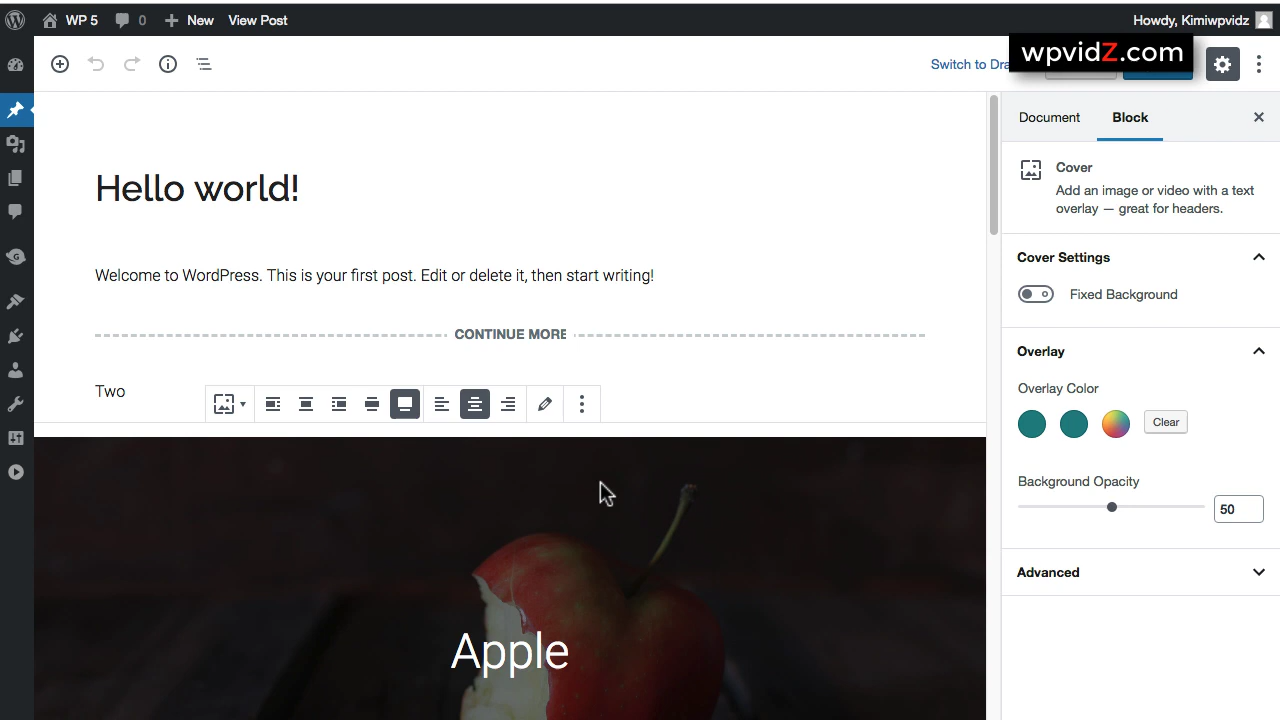 WP 5 0 New View Post Howdy, Kimiwpvidz
wpvidZ.com
Switch to
Document Block
Hello world!
Cover
Add an image or video with a text
overlay — great for headers.
Welcome to WordPress. This is your first post. Edit or delete it, then start writing!
Cover Settings
Fixed Background
CONTINUE MORE
Two
Overlay
Overlay Color
Clear
Background Opacity
50
Advanced
Apple